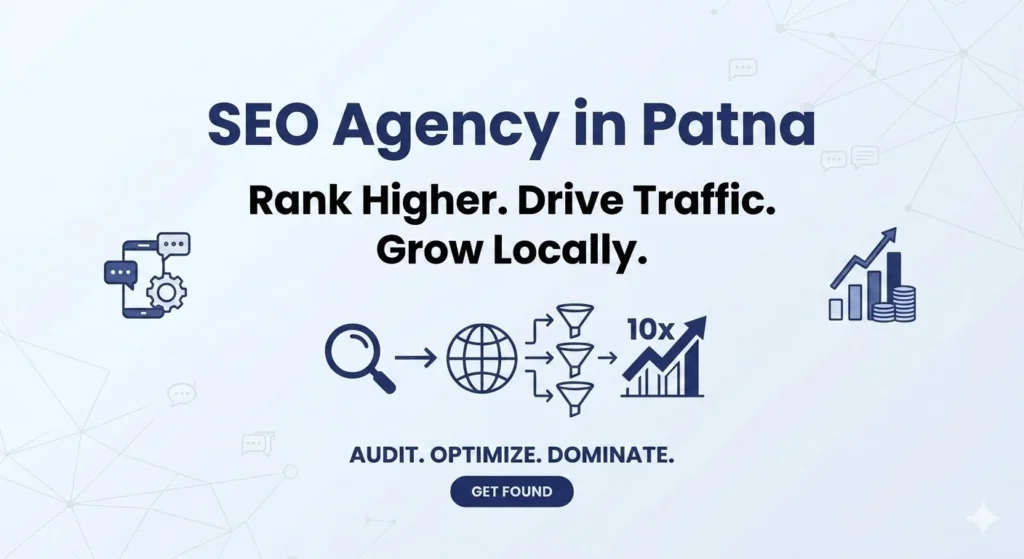 SEO Agency in Patna
Rank Higher. Drive Traffic.
Grow Locally.
10x
AUDIT. OPTIMIZE. DOMINATE.
GET FOUND